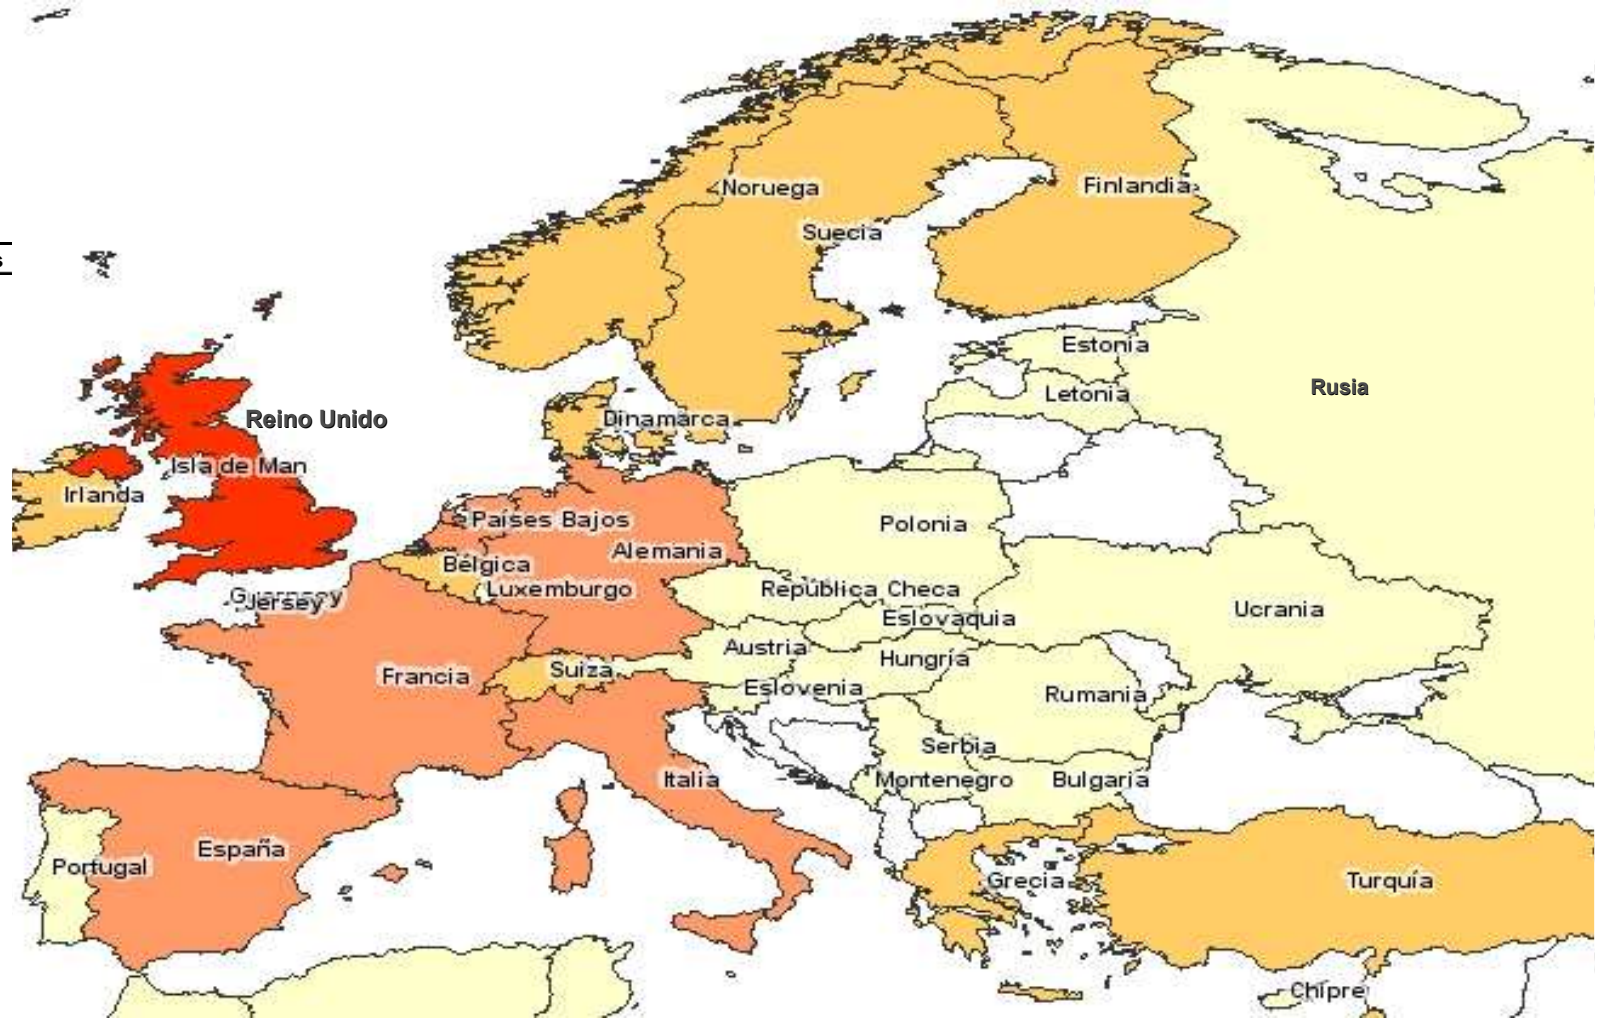 Noruega
Finlandia
Suecia
s
Estonia
Rusia
Letonia
Reino Unido
Dinamarca
Isla de Man
Irlanda
Países Bajos
Polonia
Alemania
Bélgica
República Checa
Luxemburgo
Guernsey
Jersey
Ucrania
Eslovaquia
Austria
Hungría
Suiza
Francia
Eslovenia
Rumania
Serbia
Italia
Montenegro
Bulgaria
España
Portugal
Grecia
Turquía
Chipre